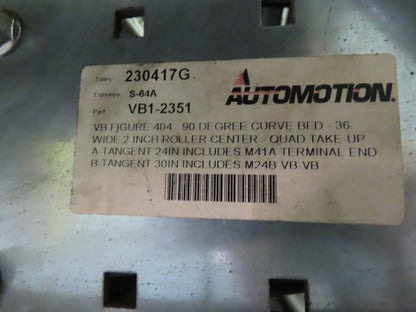 Sales 230417G
AUTOMOTION.
Conveyor S-64A
Part VB1-2351
VB FIGURE 404 - 90 DEGREE CURVE BED - 36
WIDE 2 INCH ROLLER CENTER - QUAD TAKE-UP
A-TANGENT 24IN INCLUDES M41A TERMINAL END
B-TANGENT 30IN INCLUDES M24B VB-VB